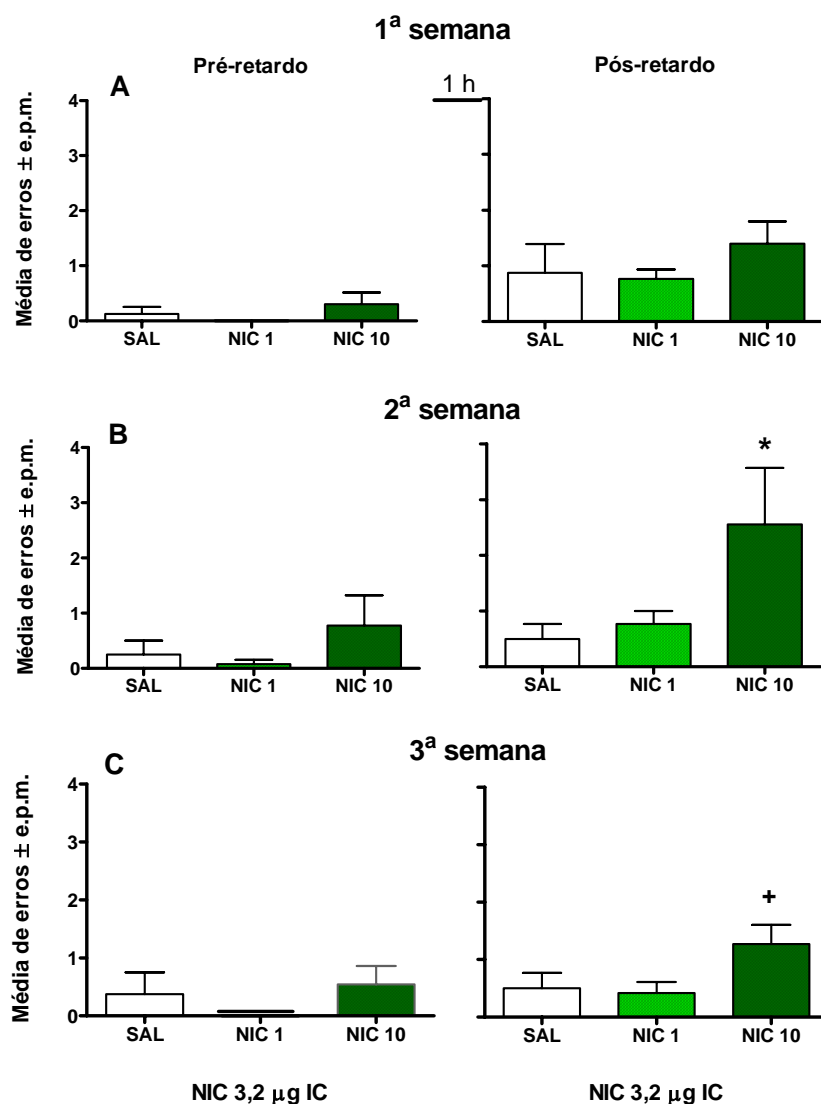 1ª semana
Pré-retardo
Pós-retardo
A
1 h
Média de erros ± e.p.m.
4
3
2
1
0
SAL NIC 1 NIC 10
SAL NIC 1 NIC 10
2ª semana
B
Média de erros ± e.p.m.
4
3
2
1
0
*
SAL NIC 1 NIC 10
SAL NIC 1 NIC 10
3ª semana
C
Média de erros ± e.p.m.
4
3
2
1
0
+
SAL NIC 1 NIC 10
SAL NIC 1 NIC 10
NIC 3,2 µg IC
NIC 3,2 µg IC